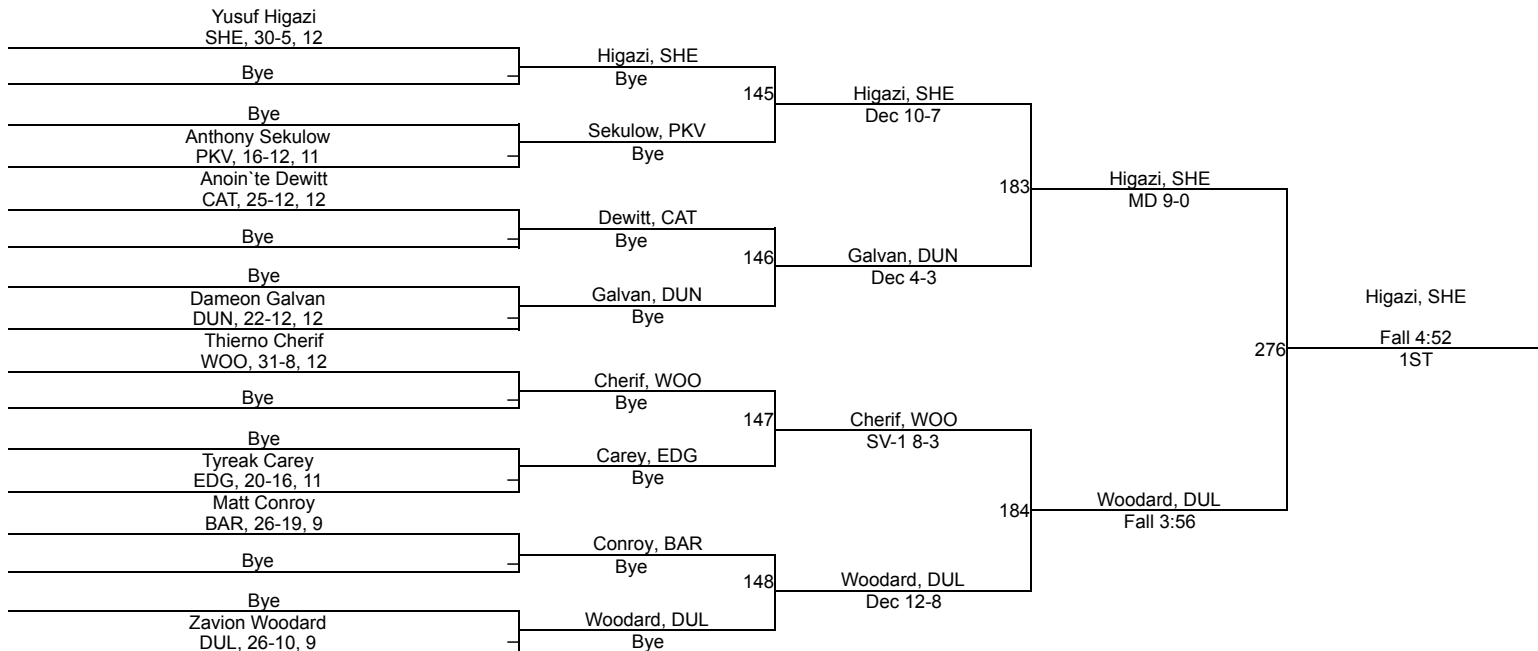 Yusuf Higazi
SHE, 30-5, 12
Bye
Bye
Anthony Sekulow
PKV, 16-12, 11
Anoin`te Dewitt
CAT, 25-12, 12
Bye
Bye
Dameon Galvan
DUN, 22-12, 12
Thierno Cherif
WOO, 31-8, 12
Bye
Bye
Tyreak Carey
EDG, 20-16, 11
Matt Conroy
BAR, 26-19, 9
Bye
Bye
Zavion Woodard
DUL, 26-10, 9
Higazi, SHE
Bye
145
Sekulow, PKV
Bye
Dewitt, CAT
Bye
146
Galvan, DUN
Bye
Cherif, WOO
Bye
147
Carey, EDG
Bye
Conroy, BAR
Bye
148
Woodard, DUL
Bye
Higazi, SHE
Dec 10-7
183
Galvan, DUN
Dec 4-3
Cherif, WOO
SV-1 8-3
184
Woodard, DUL
Dec 12-8
Higazi, SHE
MD 9-0
276
Woodard, DUL
Fall 3:56
Higazi, SHE
Fall 4:52
1ST